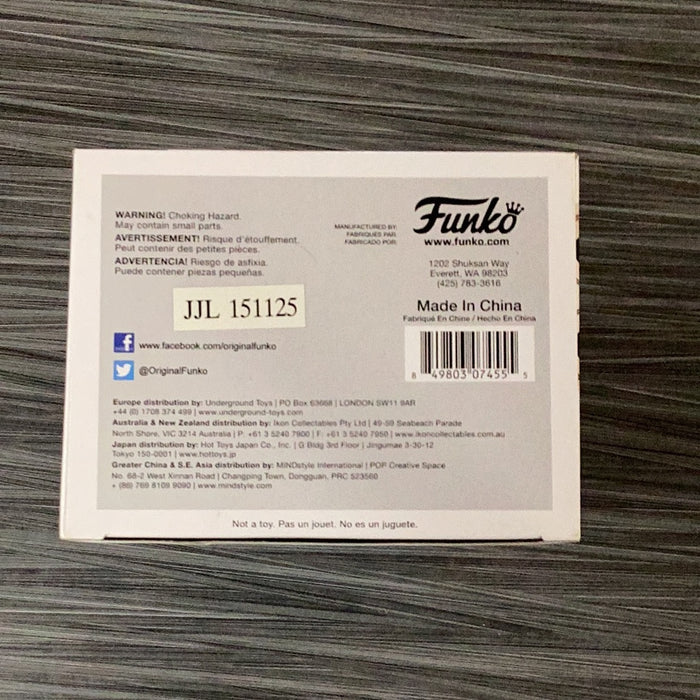 WARNING! Choking Hazard.
May contain small parts.
AVERTISSEMENT! Risque d'étouffement.
Peut contenir des petites pièces.
ADVERTENCIA! Riesgo de asfixia.
Puede contener piezas pequeñas.
MANUFACTURED BY:
FABRIQUES PAR
FABRICADO POR
Funko
www.funko.com
1202 Shuksan Way
Everett, WA 98203
(425) 783-3616
JJL 151125
Made In China
Fabriqué En Chine / Hecho En China
8 49803 07455 5
www.facebook.com/originalfunko
@OriginalFunko
Europe distribution by: Underground Toys | PO Box 63668 | LONDON SW11 9AR
+44 (0) 1708 374 499 | www.underground-toys.com
Australia & New Zealand distribution by: Ikon Collectables Pty Ltd | 49-59 Seabeach Parade
North Shore, VIC 3214 Australia | P: +61 3 5240 7900 | F: +61 3 5240 7950 | www.ikoncollectables.com.au
Japan distribution by: Hot Toys Japan Co., Inc. | G Bldg 3rd Floor | Jingumae 3-30-12
Tokyo 150-0001 | www.hottoys.jp
Greater China & S.E. Asia distribution by: MINDstyle International | POP Creative Space
No. 68-2 West Xinnan Road | Changping Town, Dongguan, PRC 523560
+ (86) 769 8109 9090 | www.mindstyle.com
Not a toy. Pas un jouet. No es un juguete.